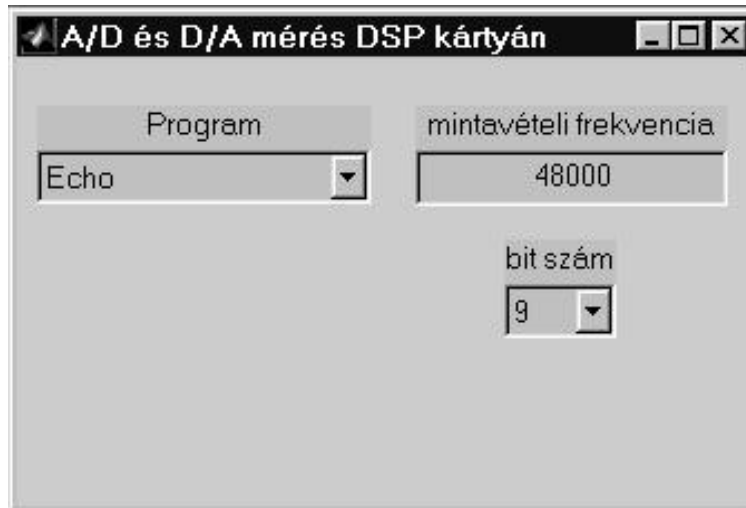 A/D és D/A mérés DSP kártyán
Program
mintavételi frekvencia
Echo
48000
bit szám
9